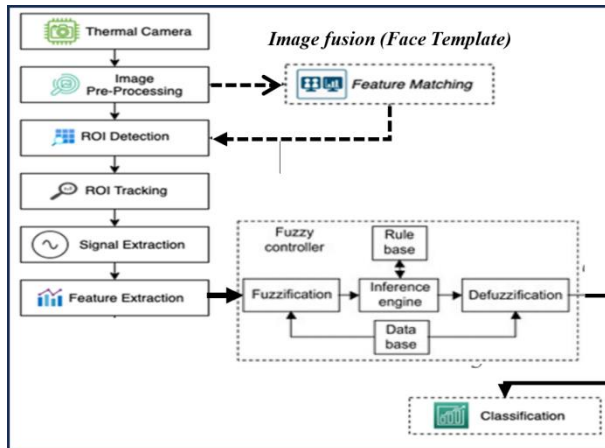 Thermal Camera
Image fusion (Face Template)
Image
Pre-Processing
Feature Matching
ROI Detection
ROI Tracking
Signal Extraction
Feature Extraction
Fuzzy
controller
Rule
base
Fuzzification
Inference
engine
Defuzzification
Data
base
Classification